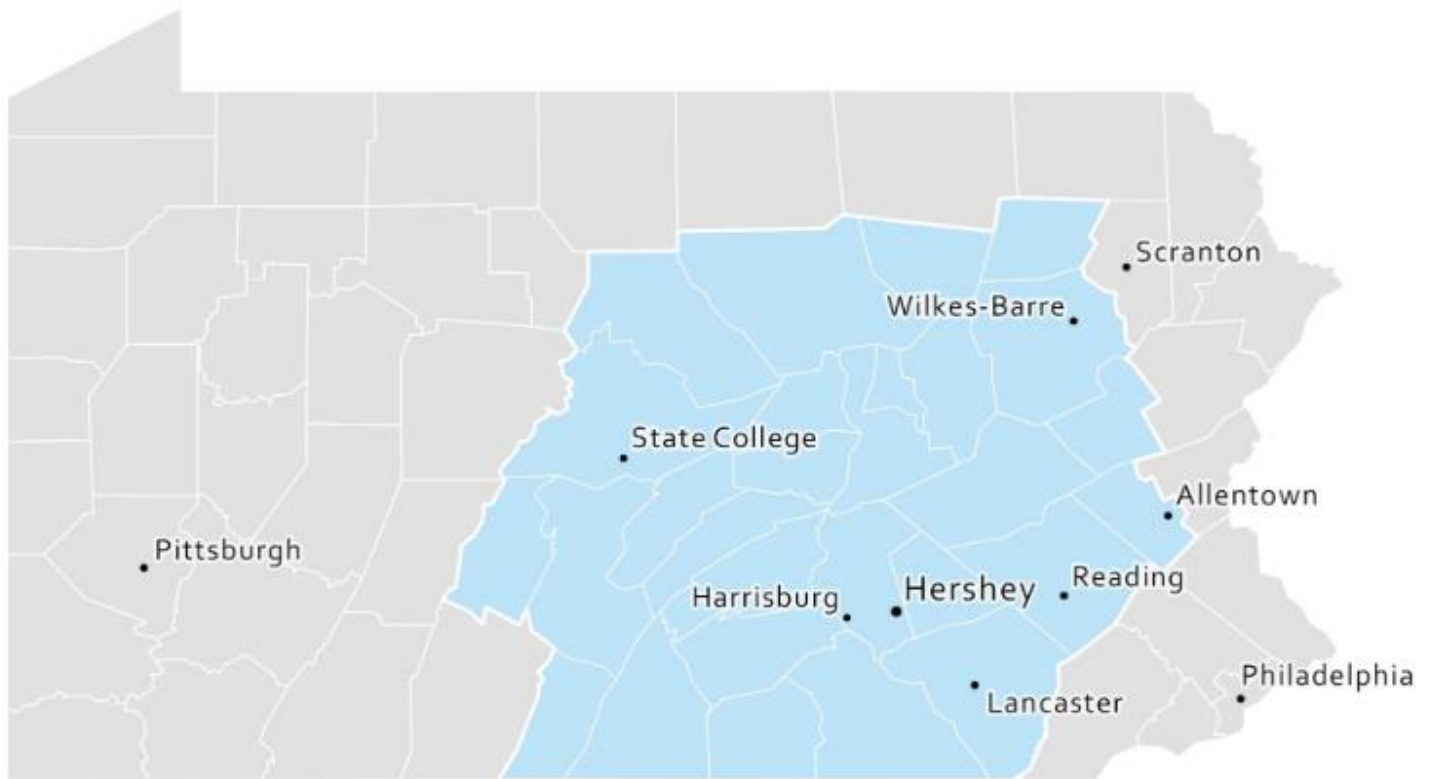 Scranton
Wilkes-Barre
State College
Allentown
Pittsburgh
Reading
Hershey
Harrisburg
Philadelphia
Lancaster